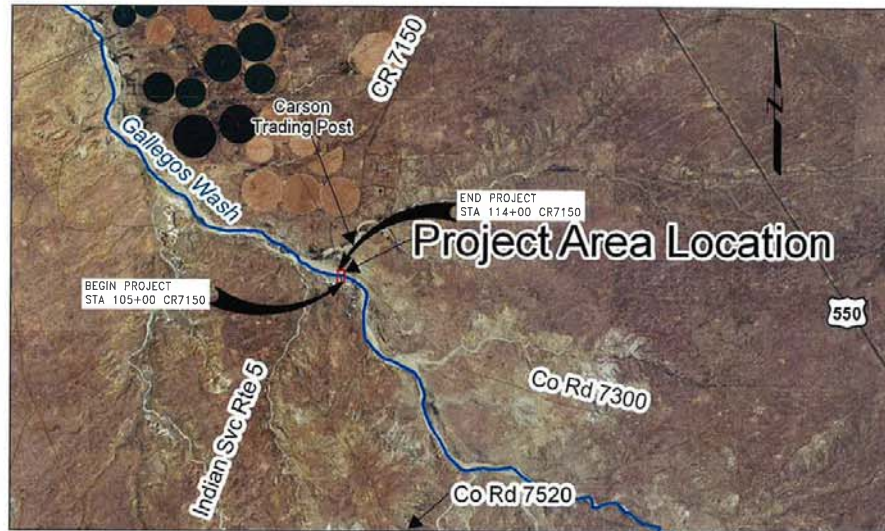 CR 7150
Carson
Trading Post
Gallegos Wash
END PROJECT
STA 114+00 CR7150
Project Area Location
BEGIN PROJECT
STA 105+00 CR7150
550
Indian Svc Rte 5
Co Rd 7300
Co Rd 7520
N